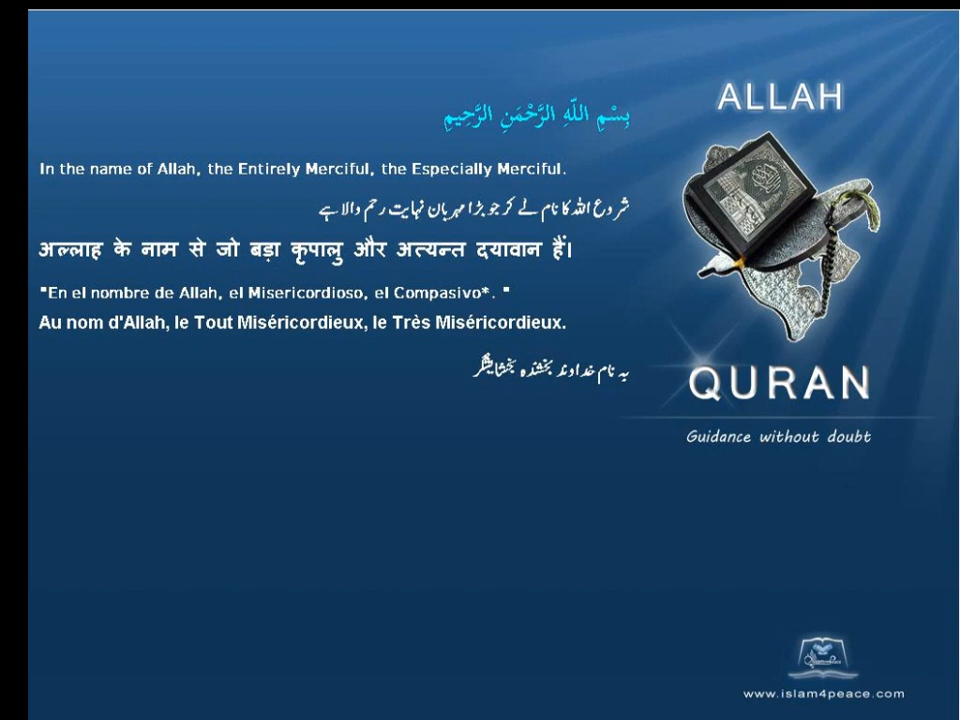 بِسْمِ اللَّهِ الرَّحْمَنِ الرَّحِيمِ
In the name of Allah, the Entirely Merciful, the Especially Merciful.
شروع الله کا نام لے کر جو بڑا مہربان نہایت رحم والا ہے
अल्लाह के नाम से जो बड़ा कृपालु और अत्यन्त दयावान हैं।
"En el nombre de Allah, el Misericordioso, el Compasivo*. "
Au nom d'Allah, le Tout Miséricordieux, le Très Miséricordieux.
به نام خداوند بخشنده بخشایشگر
ALLAH
QURAN
Guidance without doubt
www.islam4peace.com